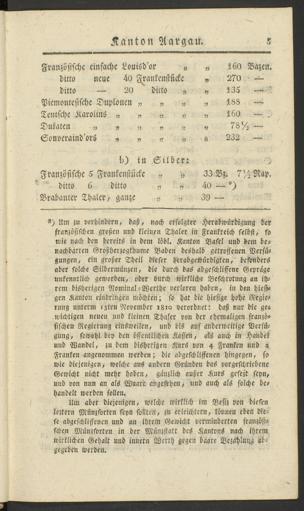 Kanton Aargau. 5
Französische einfache Louisd'or „ „ 160 Bazen.
ditto neue 40 Frankenstücke „ 270 —
ditto — 20 ditto „ „ 135 —
Piemontesische Duplonen „ „ „ 188 —
Teutsche Karolins „ „ „ „ 160 —
Dukaten „ „ „ „ „ 78½ —
Souveraind'ors „ „ „ „ 232 —
b) in Silber:
Französische 5 Frankenstücke „ „ 33 Bz. 7½ Rap.
ditto 6 ditto „ „ 40 — *)
Brabanter Thaler, ganze „ „ 39 —
*) Um zu verhindern, daß, nach erfolgter Herabwürdigung der
französischen großen und kleinen Thaler in Frankreich selbst, so
wie nach den bereits in dem löbl. Kanton Basel und dem be-
nachbarten Großherzogthume Baden deshalb getroffenen Verfü-
gungen, ein großer Theil dieser Herabgewürdigten, besonders
aber solche Silbermünzen, die durch das abgeschliffene Gepräge
unkenntlich geworden, oder durch wirkliche Beschrotung an ih-
rem bisherigen Nominal-Werthe verloren haben, in den hiesi-
gen Kanton eindringen möchten; so hat die hiesige hohe Regie-
rung unterm 13ten November 1810 verordnet: daß nur die ge-
wichtigen neuen und kleinen Thaler von der ehemaligen franzö-
sischen Regierung einsweilen, und bis auf anderweitige Verfü-
gung, sowohl bey den öffentlichen Kassen, als auch in Handel
und Wandel, zu dem bisherigen Kurs von 4 Franken und 2
Franken angenommen werden; die abgeschliffenen hingegen, so
wie diejenigen, welche aus andern Gründen das vorgeschriebene
Gewicht nicht mehr haben, gänzlich außer Kurs gesetzt seyn,
und von nun an als Waare angesehen, und auch als solche be-
handelt werden sollen.
Um aber diejenigen, welche wirklich im Besitz von diesen
letztern Münzsorten seyn sollten, zu erleichtern, können eben die-
se abgeschliffenen und an ihrem Gewicht verminderten französi-
schen Münzsorten in der Münzstatt des Kantons nach ihrem
wirklichen Gehalt und innern Werth gegen baare Bezahlung ab-
gegeben werden.